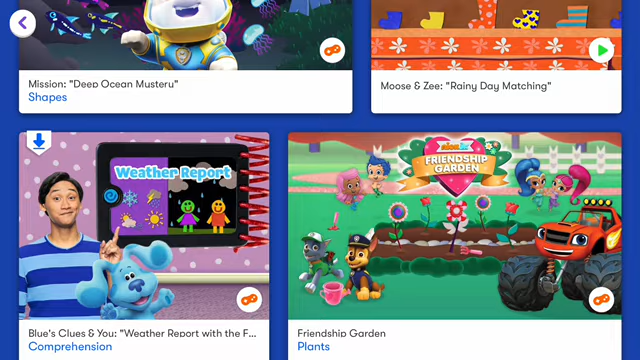 Mission: "Deep Ocean Mystery"
Shapes
Moose & Zee: "Rainy Day Matching"
Weather Report
nick jr.
FRIENDSHIP
GARDEN
Blue's Clues & You: "Weather Report with the F...
Comprehension
Friendship Garden
Plants